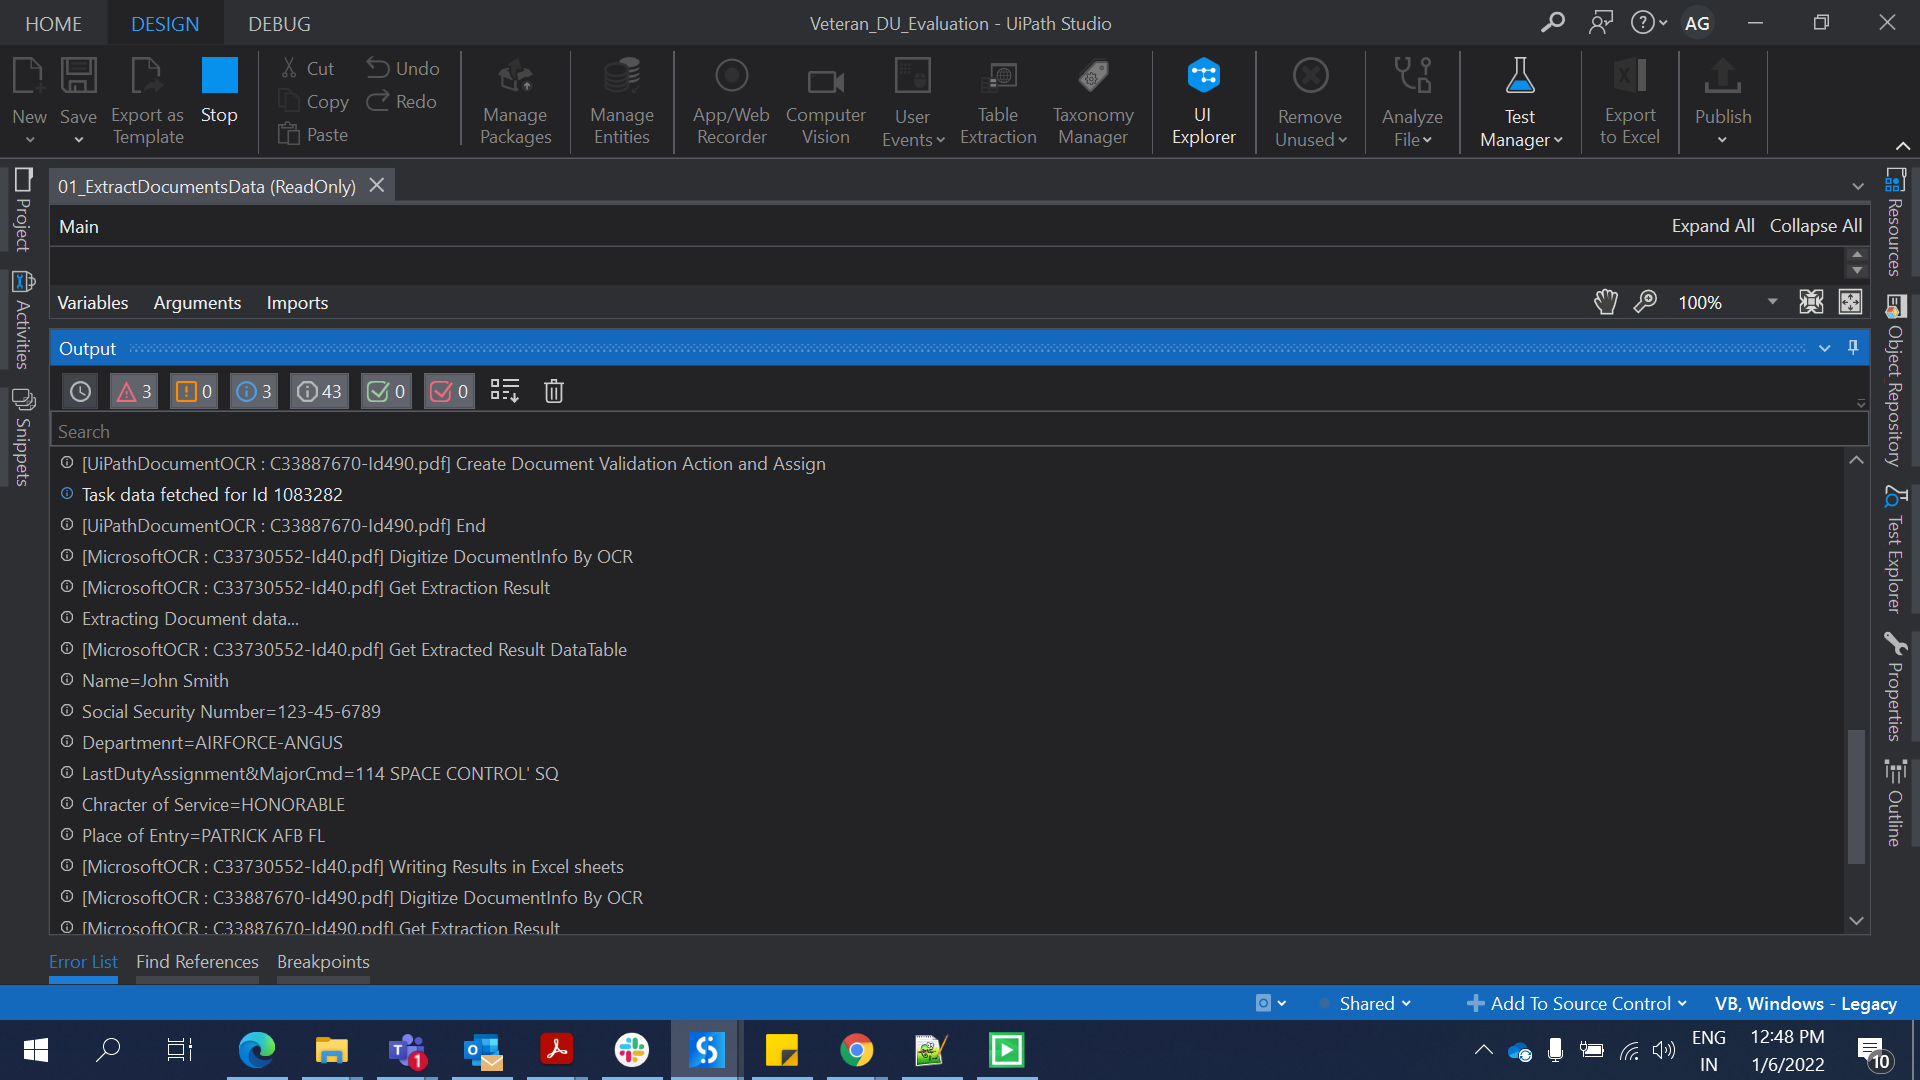 HOME DESIGN DEBUG Veteran_DU_Evaluation - UiPath Studio AG
New Save Export as Template Stop Cut Copy Paste Undo Redo Manage Packages Manage Entities App/Web Recorder Computer Vision User Events Table Extraction Taxonomy Manager UI Explorer Remove Unused Analyze File Test Manager Export to Excel Publish
01_ExtractDocumentsData (ReadOnly)
Main Expand All Collapse All
Variables Arguments Imports 100%
Output
3 0 3 43 0 0
Search
[UiPathDocumentOCR : C33887670-Id490.pdf] Create Document Validation Action and Assign
Task data fetched for Id 1083282
[UiPathDocumentOCR : C33887670-Id490.pdf] End
[MicrosoftOCR : C33730552-Id40.pdf] Digitize DocumentInfo By OCR
[MicrosoftOCR : C33730552-Id40.pdf] Get Extraction Result
Extracting Document data...
[MicrosoftOCR : C33730552-Id40.pdf] Get Extracted Result DataTable
Name=John Smith
Social Security Number=123-45-6789
Departmenrt=AIRFORCE-ANGUS
LastDutyAssignment&MajorCmd=114 SPACE CONTROL' SQ
Chracter of Service=HONORABLE
Place of Entry=PATRICK AFB FL
[MicrosoftOCR : C33730552-Id40.pdf] Writing Results in Excel sheets
[MicrosoftOCR : C33887670-Id490.pdf] Digitize DocumentInfo By OCR
[MicrosoftOCR : C33887670-Id490.pdf] Get Extraction Result
Error List Find References Breakpoints
Project
Activities
Snippets
Resources
Object Repository
Test Explorer
Properties
Outline
Shared Add To Source Control VB, Windows - Legacy
1
ENG IN
12:48 PM
1/6/2022
10